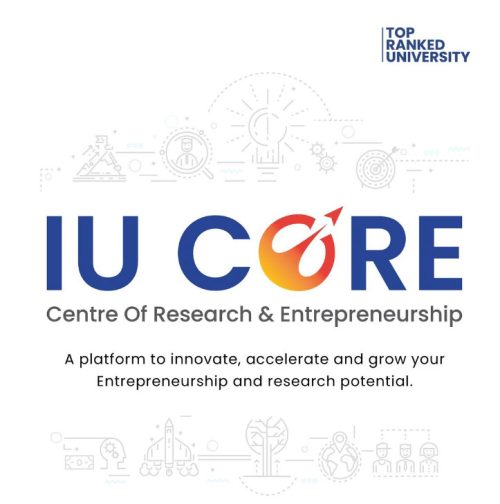 TOP
RANKED
UNIVERSITY
IU CORE
Centre Of Research & Entrepreneurship
A platform to innovate, accelerate and grow your
Entrepreneurship and research potential.